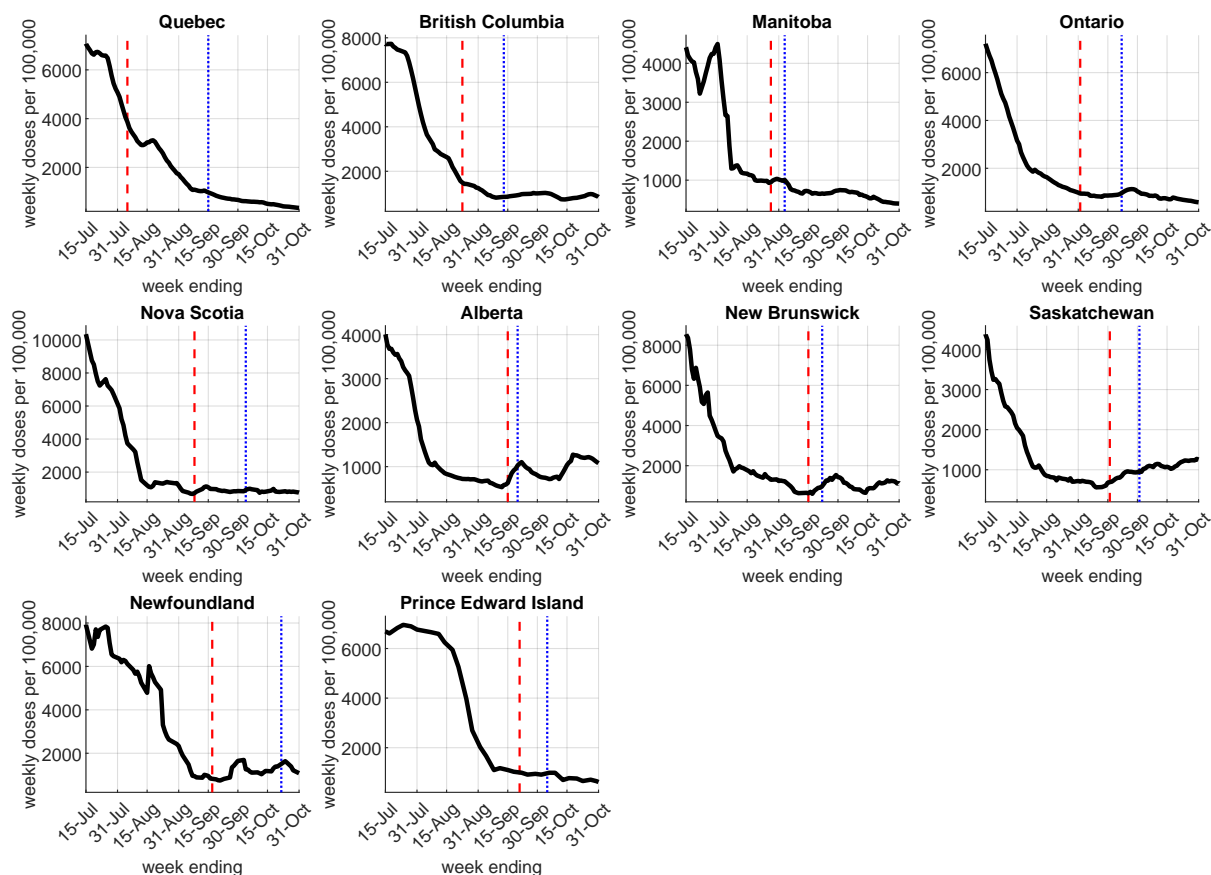 Quebec
weekly doses per 100,000
6000
4000
2000
15-Jul
31-Jul
15-Aug
31-Aug
15-Sep
30-Sep
15-Oct
31-Oct
week ending
British Columbia
weekly doses per 100,000
8000
6000
4000
2000
15-Jul
31-Jul
15-Aug
31-Aug
15-Sep
30-Sep
15-Oct
31-Oct
week ending
Manitoba
weekly doses per 100,000
4000
3000
2000
1000
15-Jul
31-Jul
15-Aug
31-Aug
15-Sep
30-Sep
15-Oct
31-Oct
week ending
Ontario
weekly doses per 100,000
6000
4000
2000
15-Jul
31-Jul
15-Aug
31-Aug
15-Sep
30-Sep
15-Oct
31-Oct
week ending
Nova Scotia
weekly doses per 100,000
10000
8000
6000
4000
2000
15-Jul
31-Jul
15-Aug
31-Aug
15-Sep
30-Sep
15-Oct
31-Oct
week ending
Alberta
weekly doses per 100,000
4000
3000
2000
1000
15-Jul
31-Jul
15-Aug
31-Aug
15-Sep
30-Sep
15-Oct
31-Oct
week ending
New Brunswick
weekly doses per 100,000
8000
6000
4000
2000
15-Jul
31-Jul
15-Aug
31-Aug
15-Sep
30-Sep
15-Oct
31-Oct
week ending
Saskatchewan
weekly doses per 100,000
4000
3000
2000
1000
15-Jul
31-Jul
15-Aug
31-Aug
15-Sep
30-Sep
15-Oct
31-Oct
week ending
Newfoundland
weekly doses per 100,000
8000
6000
4000
2000
15-Jul
31-Jul
15-Aug
31-Aug
15-Sep
30-Sep
15-Oct
31-Oct
week ending
Prince Edward Island
weekly doses per 100,000
6000
4000
2000
15-Jul
31-Jul
15-Aug
31-Aug
15-Sep
30-Sep
15-Oct
31-Oct
week ending